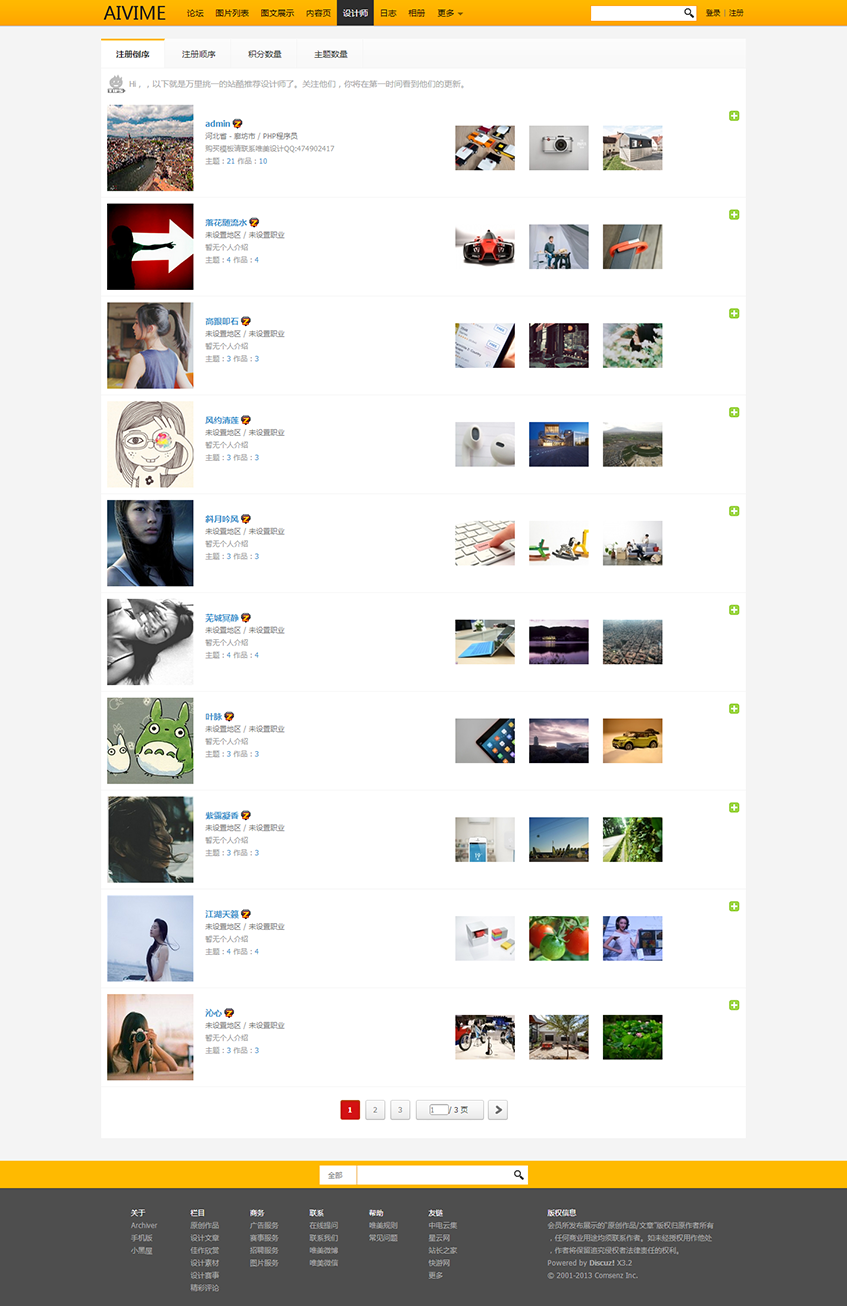 AIVIME 论坛 图片列表 图文展示 内容页 设计师 日志 相册 更多 登录 | 注册
注册倒序 注册顺序 积分数量 主题数量
Hi，，以下就是万里挑一的站酷推荐设计师了。关注他们，你将在第一时间看到他们的更新。
admin
河北省 - 廊坊市 / PHP程序员
购买模板请联系唯美设计QQ:474902417
主题：21 作品：10
落花随流水
未设置地区 / 未设置职业
暂无个人介绍
主题：4 作品：4
高跟叩石
未设置地区 / 未设置职业
暂无个人介绍
主题：3 作品：3
风约清莲
未设置地区 / 未设置职业
暂无个人介绍
主题：3 作品：3
斜月吟风
未设置地区 / 未设置职业
暂无个人介绍
主题：3 作品：3
芜城冥静
未设置地区 / 未设置职业
暂无个人介绍
主题：4 作品：4
叶脉
未设置地区 / 未设置职业
暂无个人介绍
主题：3 作品：3
紫霜凝香
未设置地区 / 未设置职业
暂无个人介绍
主题：3 作品：3
江湖天籁
未设置地区 / 未设置职业
暂无个人介绍
主题：4 作品：4
沁心
未设置地区 / 未设置职业
暂无个人介绍
主题：3 作品：3
1 2 3 1 / 3 页
全部
关于
Archiver
手机版
小黑屋
栏目
原创作品
设计文章
佳作欣赏
设计素材
设计赛事
精彩评论
商务
广告服务
赛事服务
招聘服务
图片服务
联系
在线提问
联系我们
唯美微博
唯美微信
帮助
唯美规则
常见问题
友链
中电云集
星云网
站长之家
快游网
更多
版权信息
会员所发布展示的"原创作品/文章"版权归原作者所有
，任何商业用途均须联系作者。如未经授权用作他处
，作者将保留追究侵权者法律责任的权利。
Powered by Discuz! X3.2
© 2001-2013 Comsenz Inc.